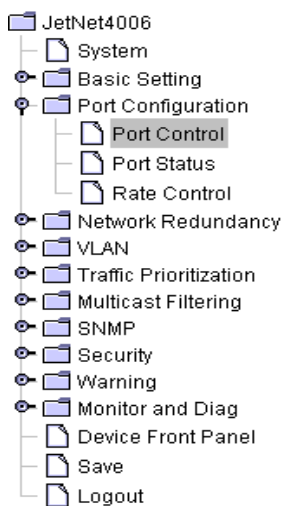 JetNet4006
System
Basic Setting
Port Configuration
Port Control
Port Status
Rate Control
Network Redundancy
VLAN
Traffic Prioritization
Multicast Filtering
SNMP
Security
Warning
Monitor and Diag
Device Front Panel
Save
Logout